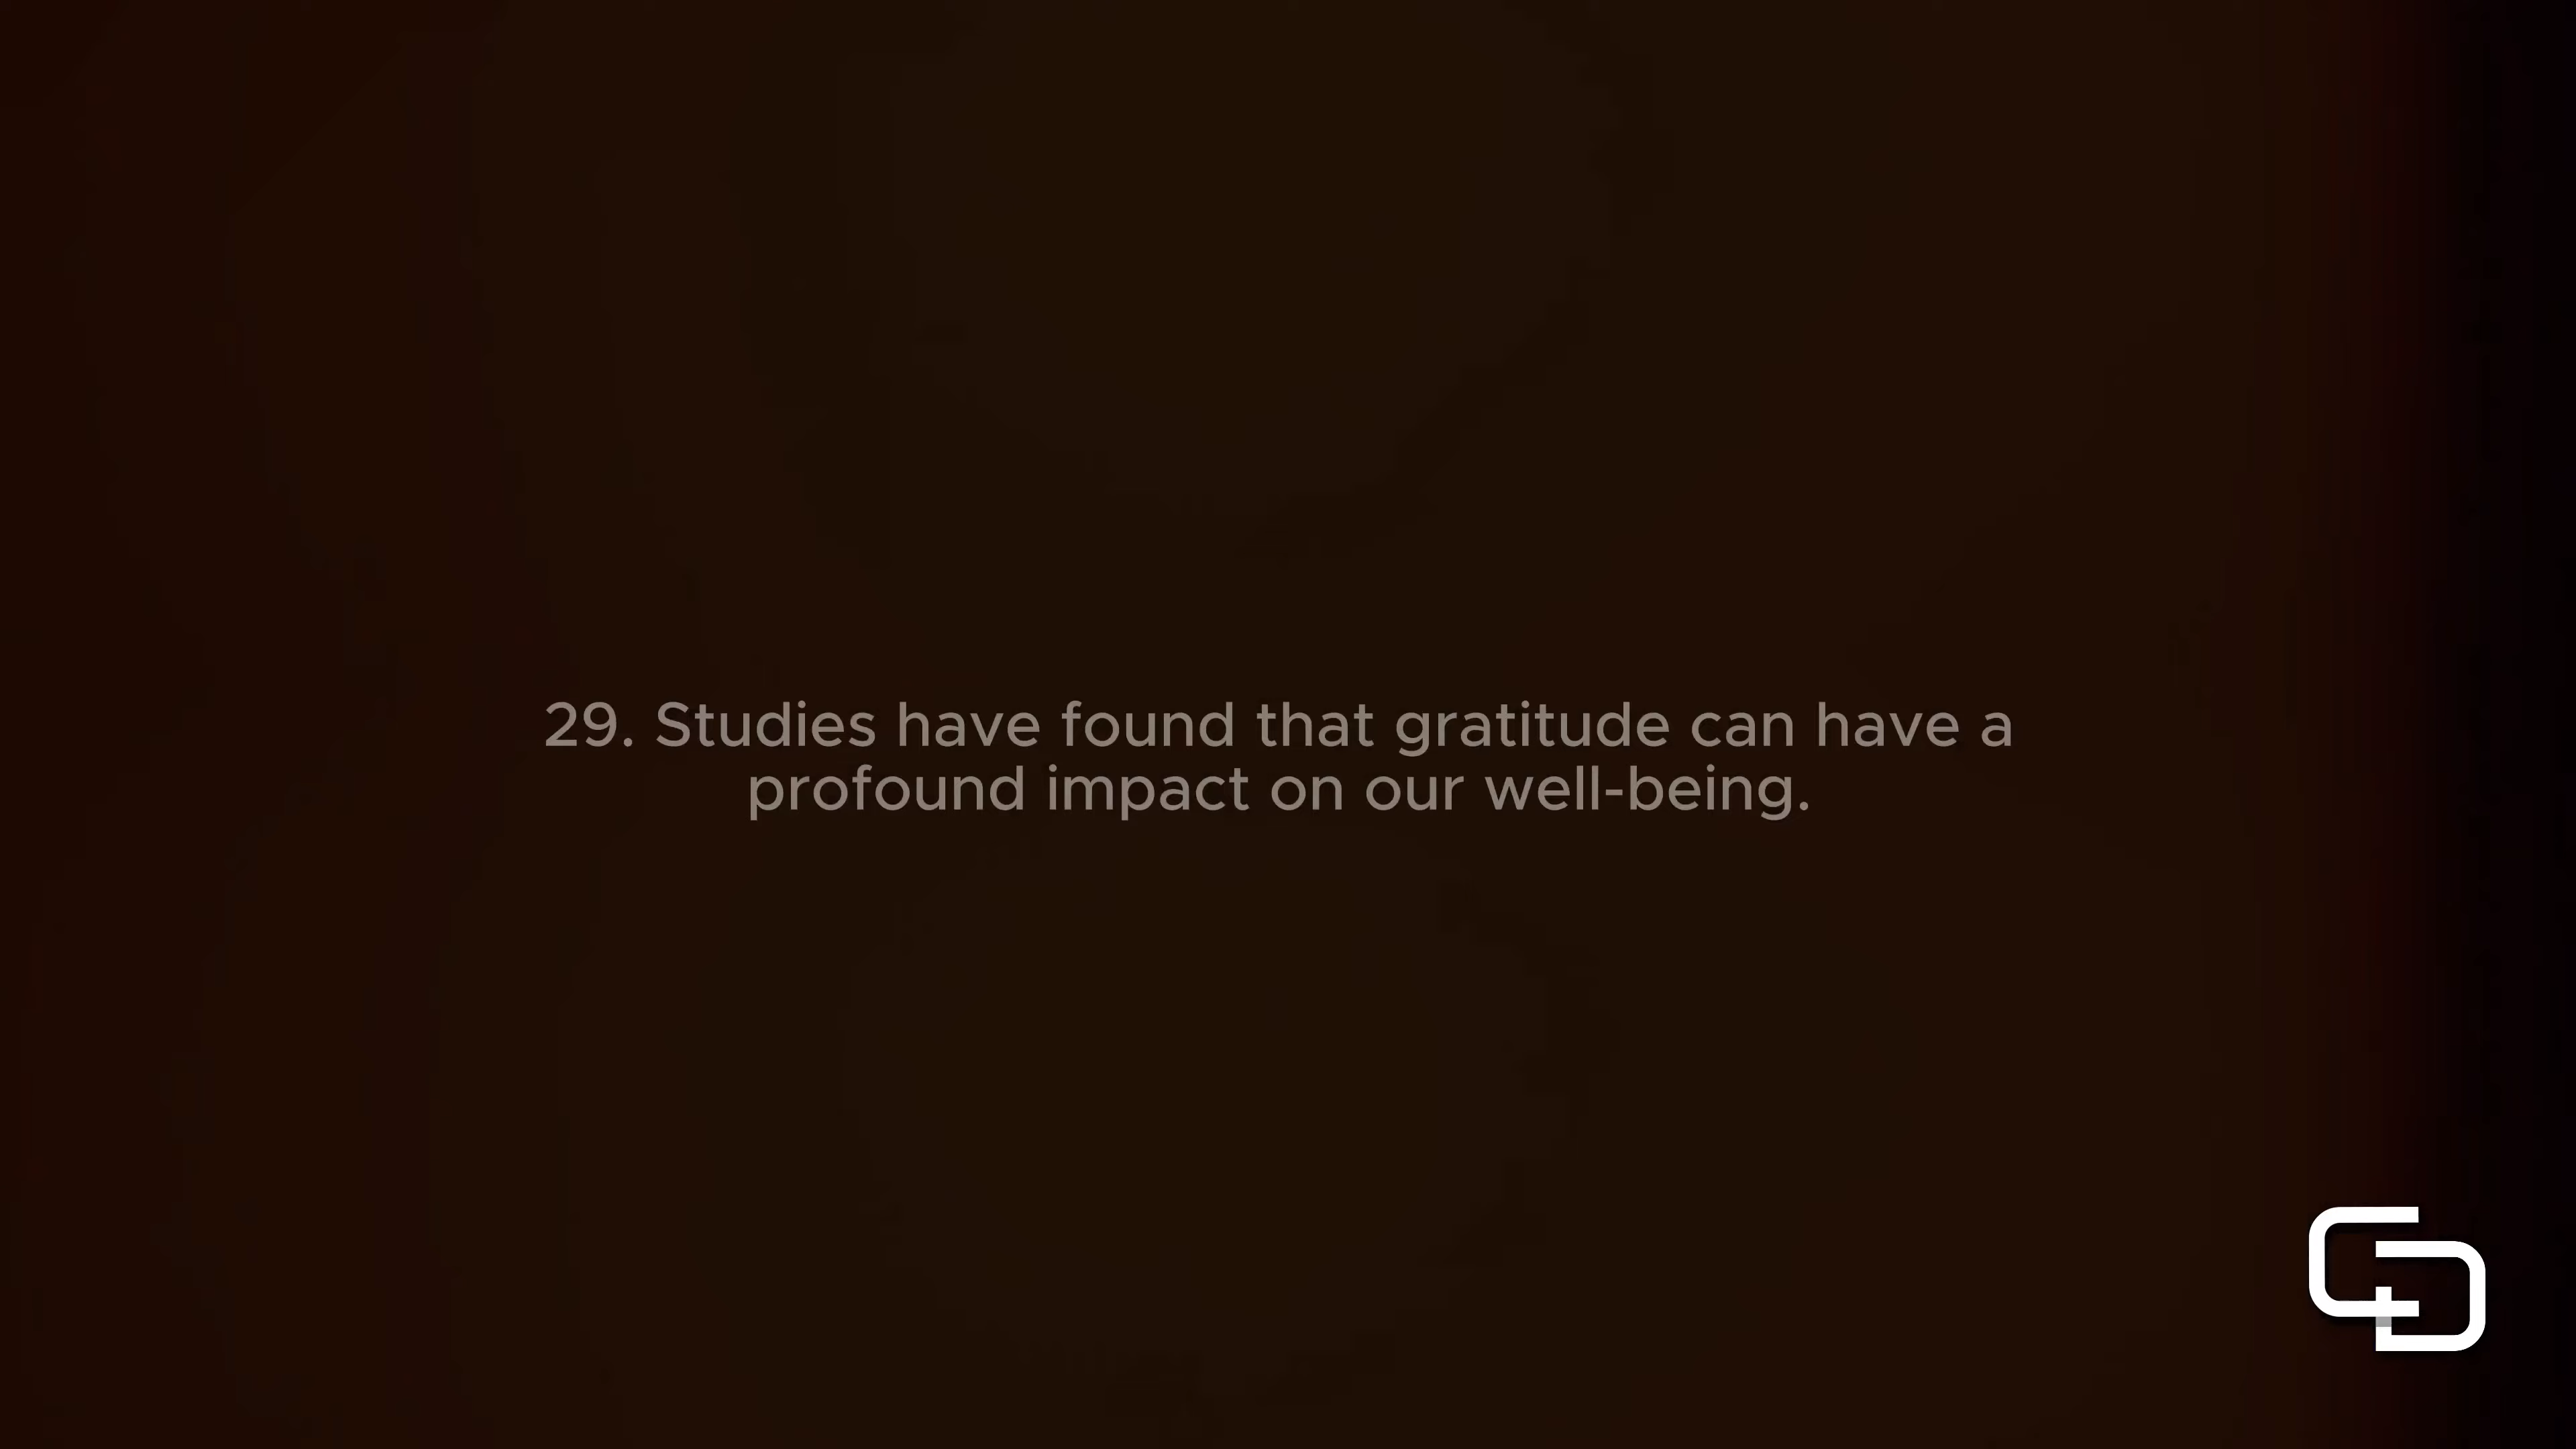 29. Studies have found that gratitude can have a
profound impact on our well-being.